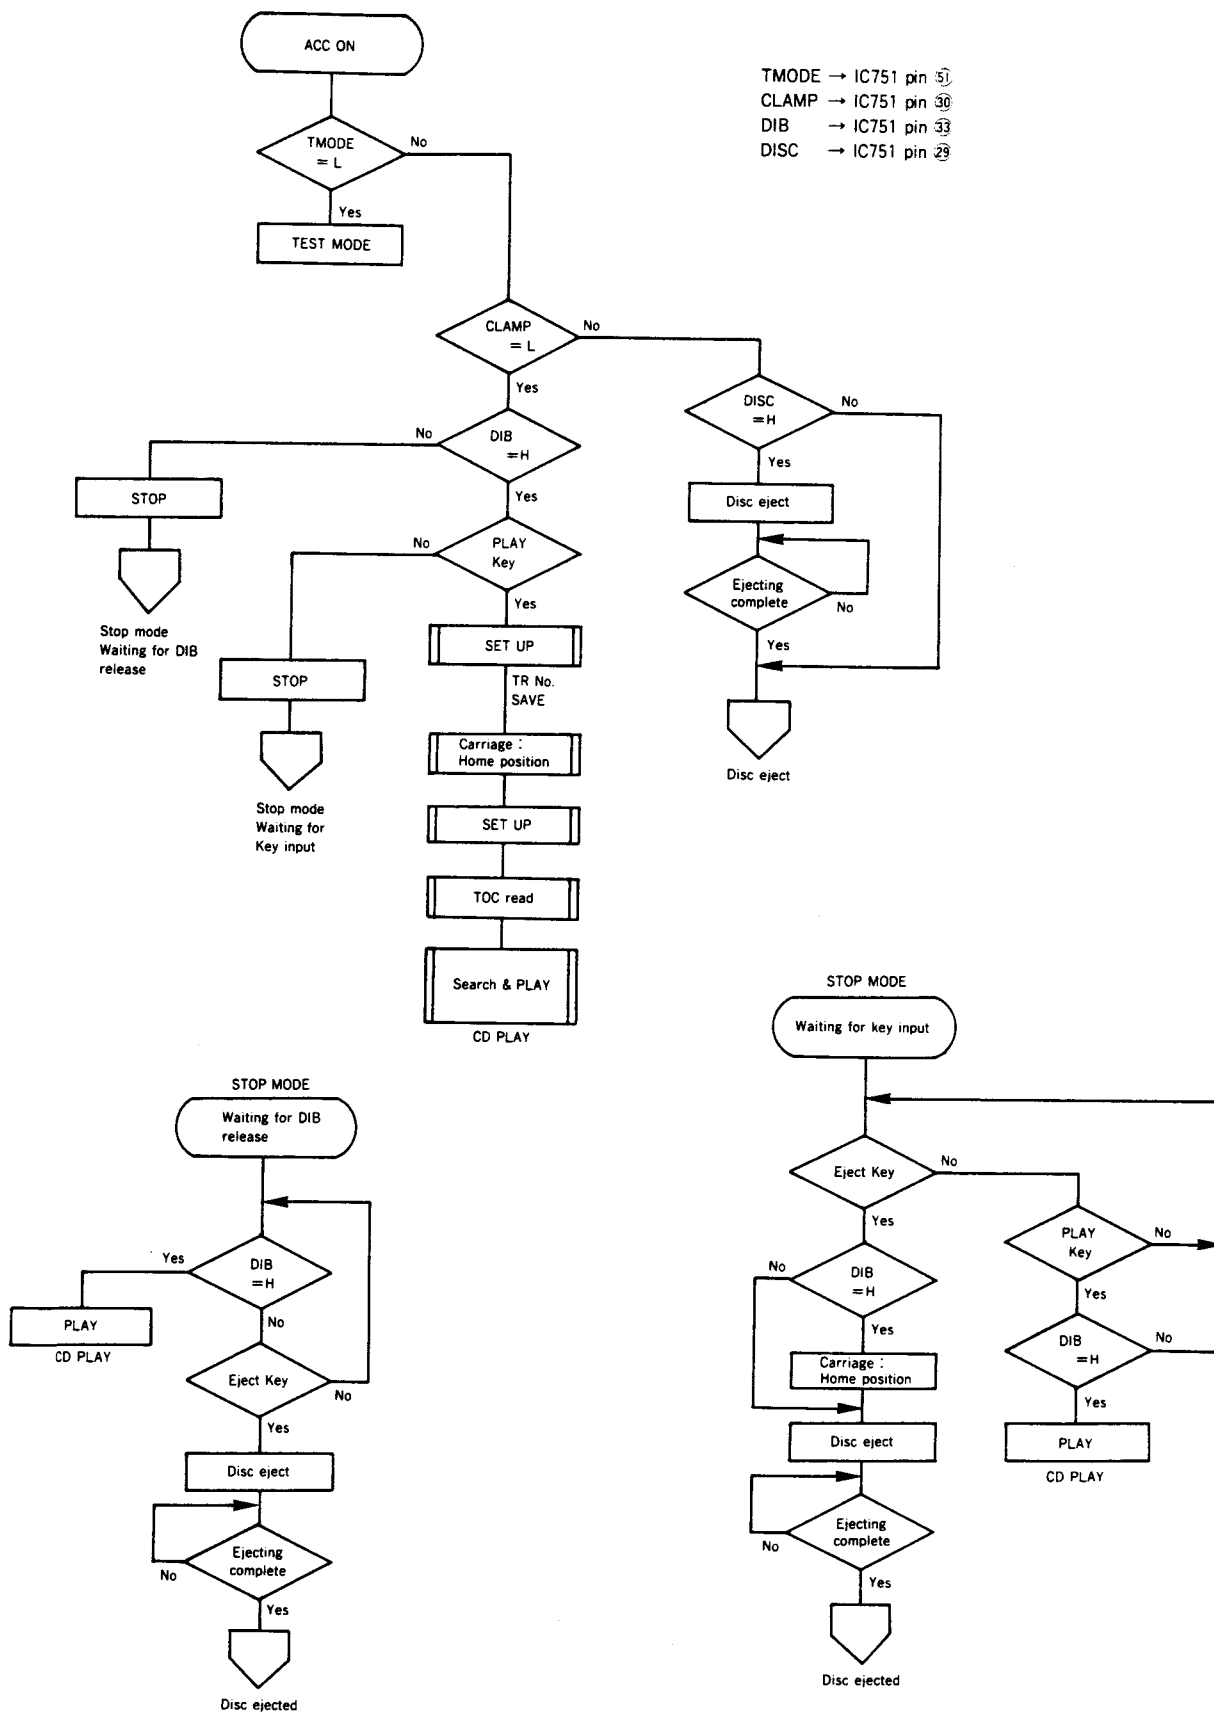 ACC ON
TMODE → IC751 pin 51
CLAMP → IC751 pin 30
DIB → IC751 pin 33
DISC → IC751 pin 29
TMODE
= L
No
Yes
TEST MODE
CLAMP
= L
No
Yes
DISC
=H
No
Yes
Disc eject
Ejecting
complete
No
Yes
Disc eject
DIB
=H
No
Yes
STOP
Stop mode
Waiting for DIB
release
PLAY
Key
No
Yes
STOP
Stop mode
Waiting for
Key input
SET UP
TR No.
SAVE
Carriage :
Home position
SET UP
TOC read
Search & PLAY
CD PLAY
STOP MODE
Waiting for DIB
release
DIB
=H
Yes
No
PLAY
CD PLAY
Eject Key
No
Yes
Disc eject
Ejecting
complete
No
Yes
Disc ejected
STOP MODE
Waiting for key input
Eject Key
No
Yes
DIB
=H
No
Yes
Carriage :
Home position
Disc eject
Ejecting
complete
No
Yes
Disc ejected
PLAY
Key
No
Yes
DIB
=H
No
Yes
PLAY
CD PLAY